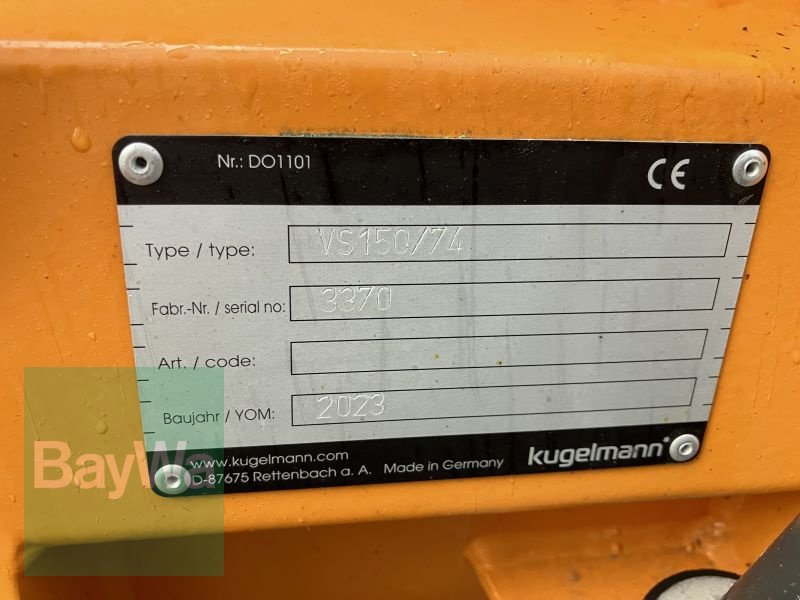 Nr.: DO1101
CE
Type / type: VS150/74
Fabr.-Nr. / serial no: 3370
Art. / code:
Baujahr / YOM: 2023
www.kugelmann.com
D-87675 Rettenbach a. A. Made in Germany
kugelmann
BayWa